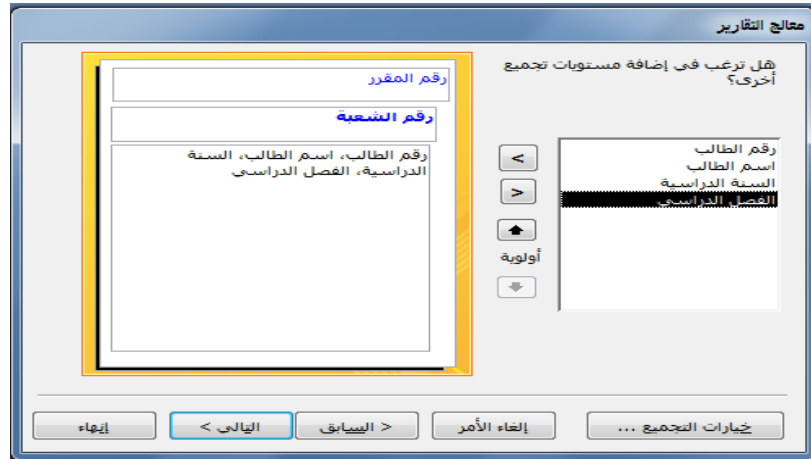 معالج التقارير
هل ترغب في إضافة مستويات تجميع
أخرى؟
رقم الطالب
اسم الطالب
السنة الدراسية
الفصل الدراسي
>
<
أولوية
رقم المقرر
رقم الشعبة
رقم الطالب، اسم الطالب، السنة
الدراسية، الفصل الدراسي
خيارات التجميع ...
إلغاء الأمر
< السابق
التالي >
إنهاء